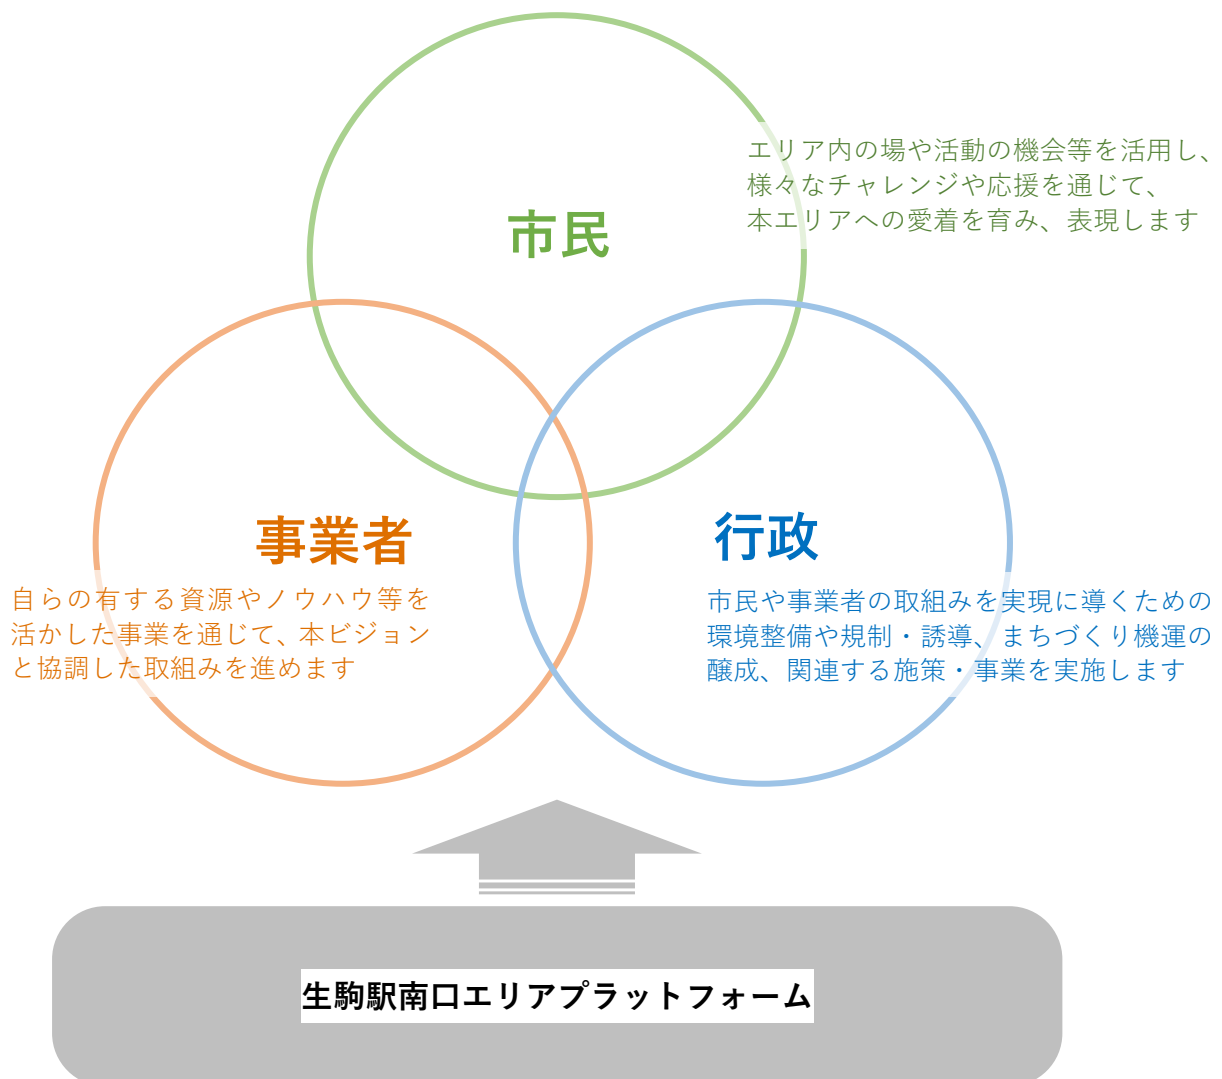 エリア内の場や活動の機会等を活用し、
様々なチャレンジや応援を通じて、
本エリアへの愛着を育み、表現します
市民
事業者
自らの有する資源やノウハウ等を
活かした事業を通じて、本ビジョン
と協調した取組みを進めます
行政
市民や事業者の取組みを実現に導くための
環境整備や規制・誘導、まちづくり機運の
醸成、関連する施策・事業を実施します
生駒駅南口エリアプラットフォーム